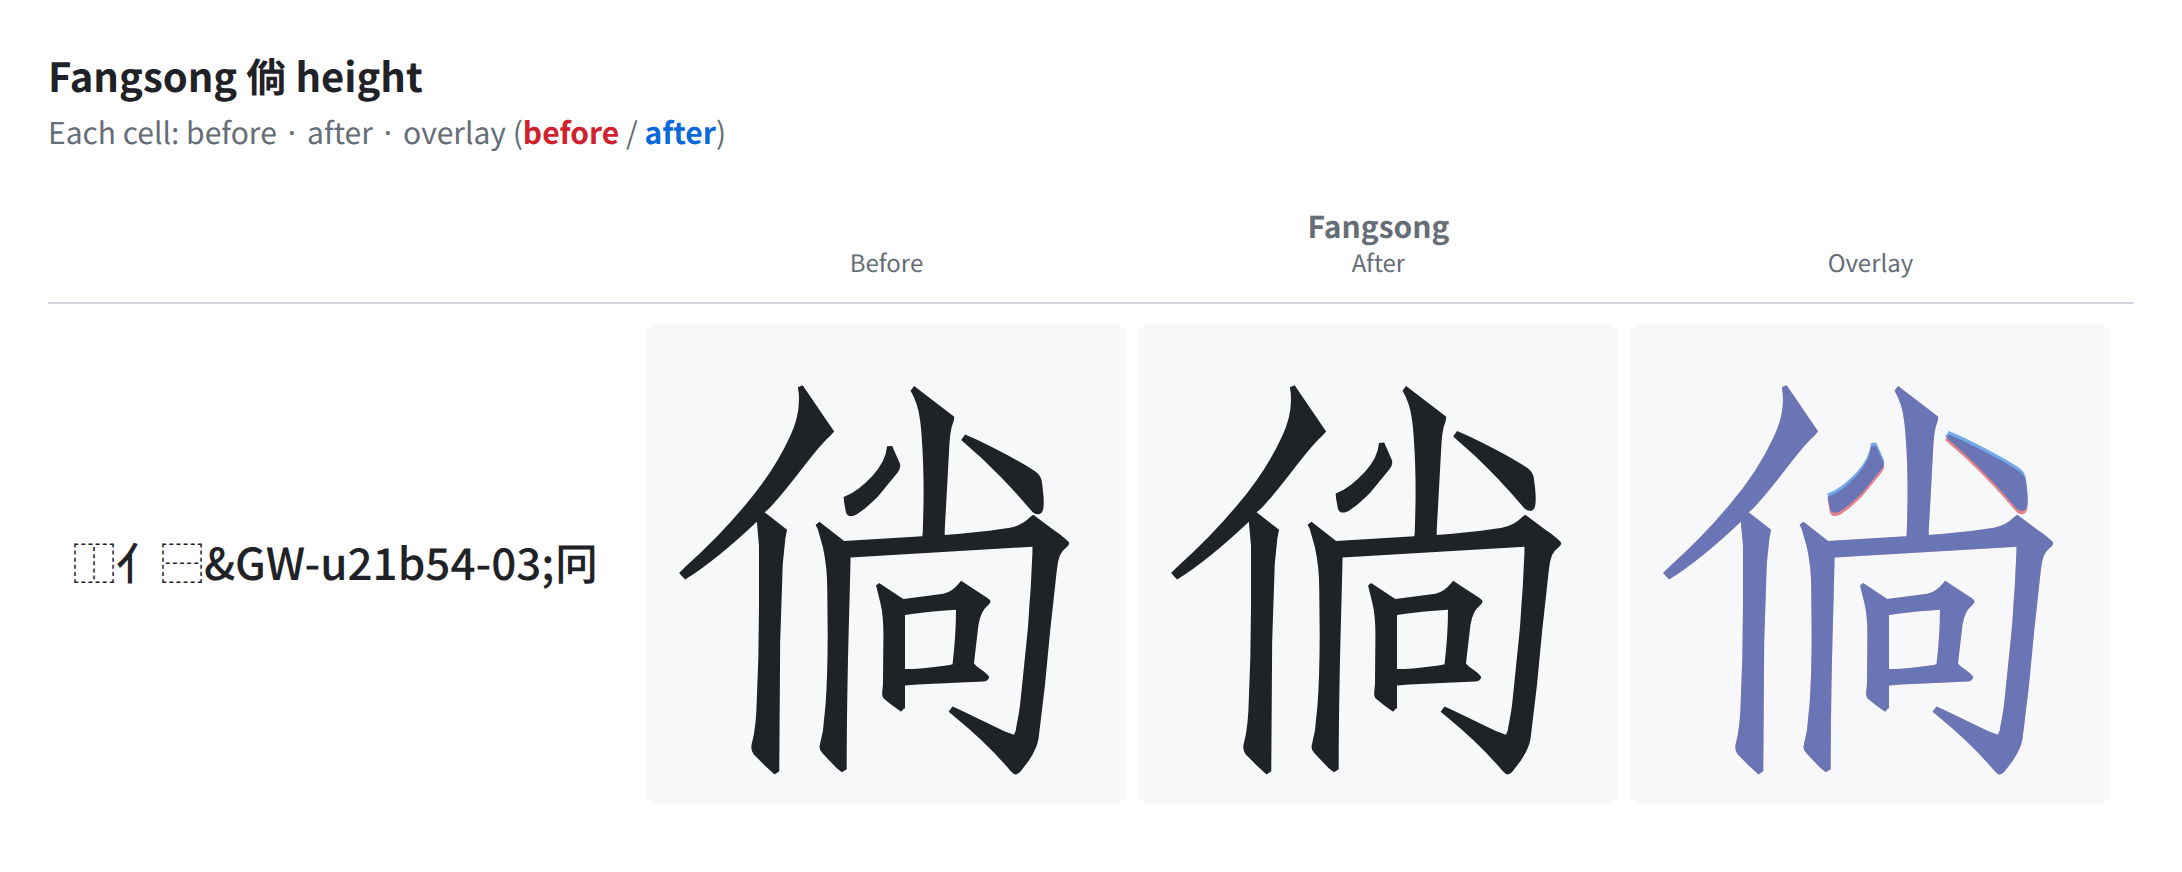 Fangsong 倘 height
Each cell: before · after · overlay (before / after)
Fangsong
Before After Overlay
⿰亻⿱&GW-u21b54-03;冋 倘 倘 倘